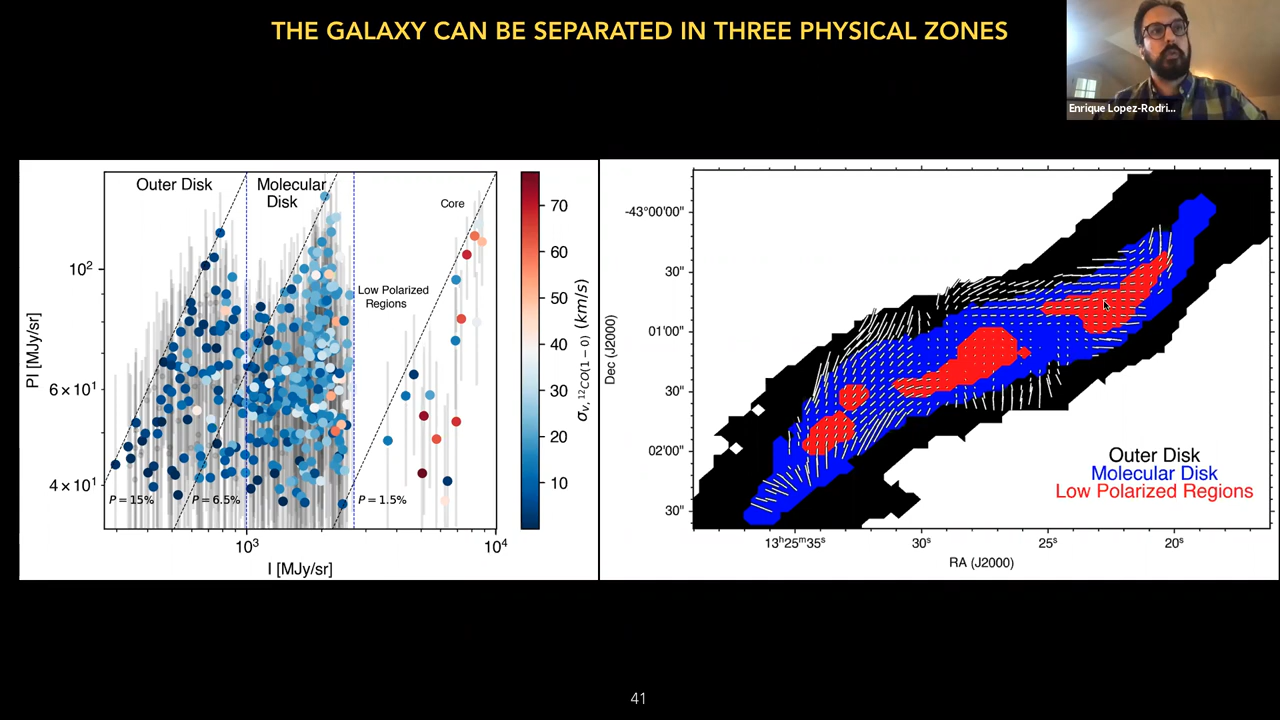 THE GALAXY CAN BE SEPARATED IN THREE PHYSICAL ZONES
Enrique Lopez-Rodri...
Outer Disk
Molecular
Disk
Core
Low Polarized
Regions
P = 15%
P = 6.5%
P = 1.5%
10²
6 × 10¹
4 × 10¹
PI [MJy/sr]
10³
10⁴
I [MJy/sr]
70
60
50
40
30
20
10
σv, ¹²CO(1−0) (km/s)
-43°00'00"
30"
01'00"
30"
02'00"
30"
Dec (J2000)
13ʰ25ᵐ35ˢ
30ˢ
25ˢ
20ˢ
RA (J2000)
Outer Disk
Molecular Disk
Low Polarized Regions
41